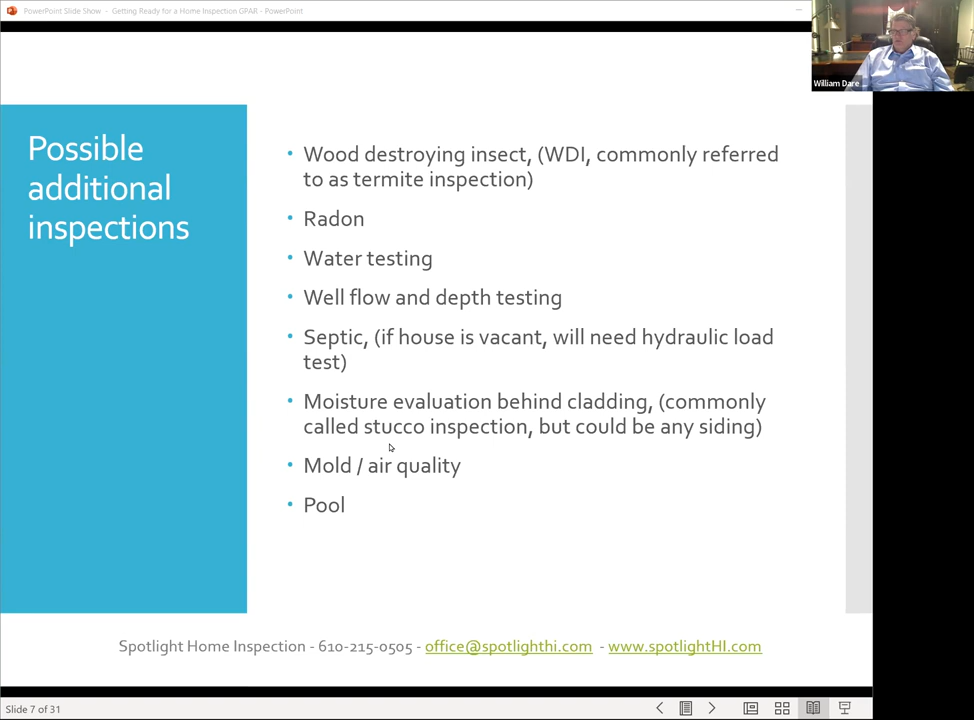 PowerPoint Slide Show - Getting Ready for a Home Inspection GPAR - PowerPoint
William Dare
Possible
additional
inspections
• Wood destroying insect, (WDI, commonly referred
to as termite inspection)
• Radon
• Water testing
• Well flow and depth testing
• Septic, (if house is vacant, will need hydraulic load
test)
• Moisture evaluation behind cladding, (commonly
called stucco inspection, but could be any siding)
• Mold / air quality
• Pool
Spotlight Home Inspection - 610-215-0505 - office@spotlighthi.com - www.spotlightHI.com
Slide 7 of 31